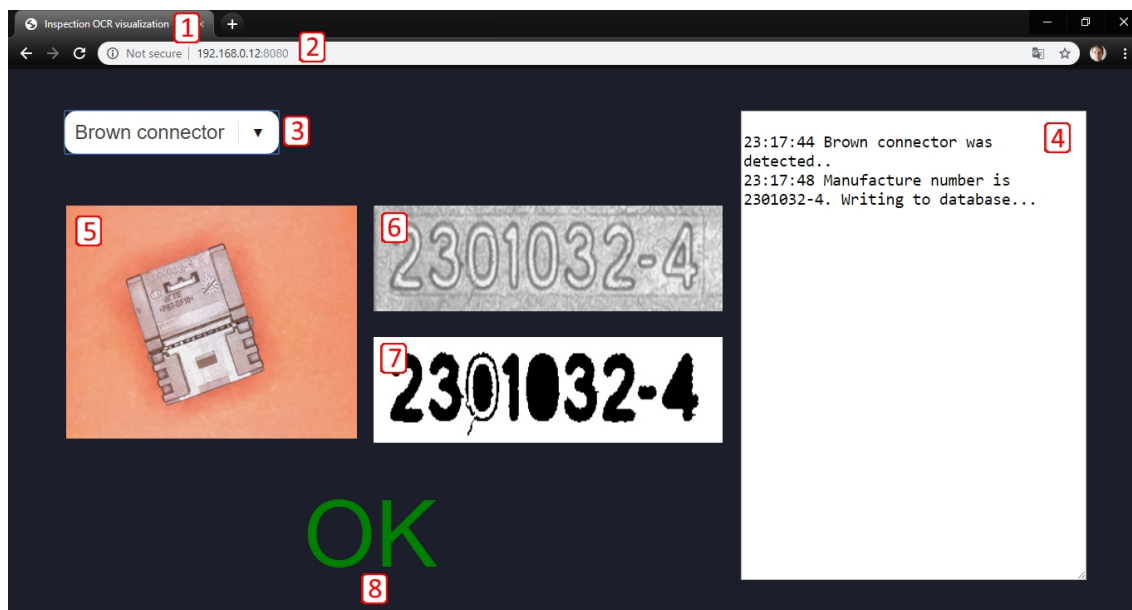 Inspection OCR visualization
1
Not secure | 192.168.0.12:8080
2
Brown connector ▼
3
4
23:17:44 Brown connector was
detected..
23:17:48 Manufacture number is
2301032-4. Writing to database...
5
>PBT-GF10<
6
2301032-4
7
2301032-4
OK
8